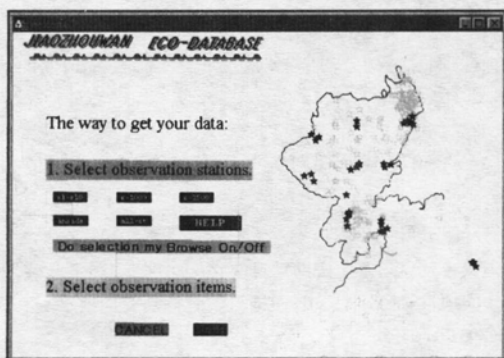 JIAOZHOUWAN ECO-DATABASE
The way to get your data:
1. Select observation stations.
HELP
Do selection my Browse On/Off
2. Select observation items.
CANCEL